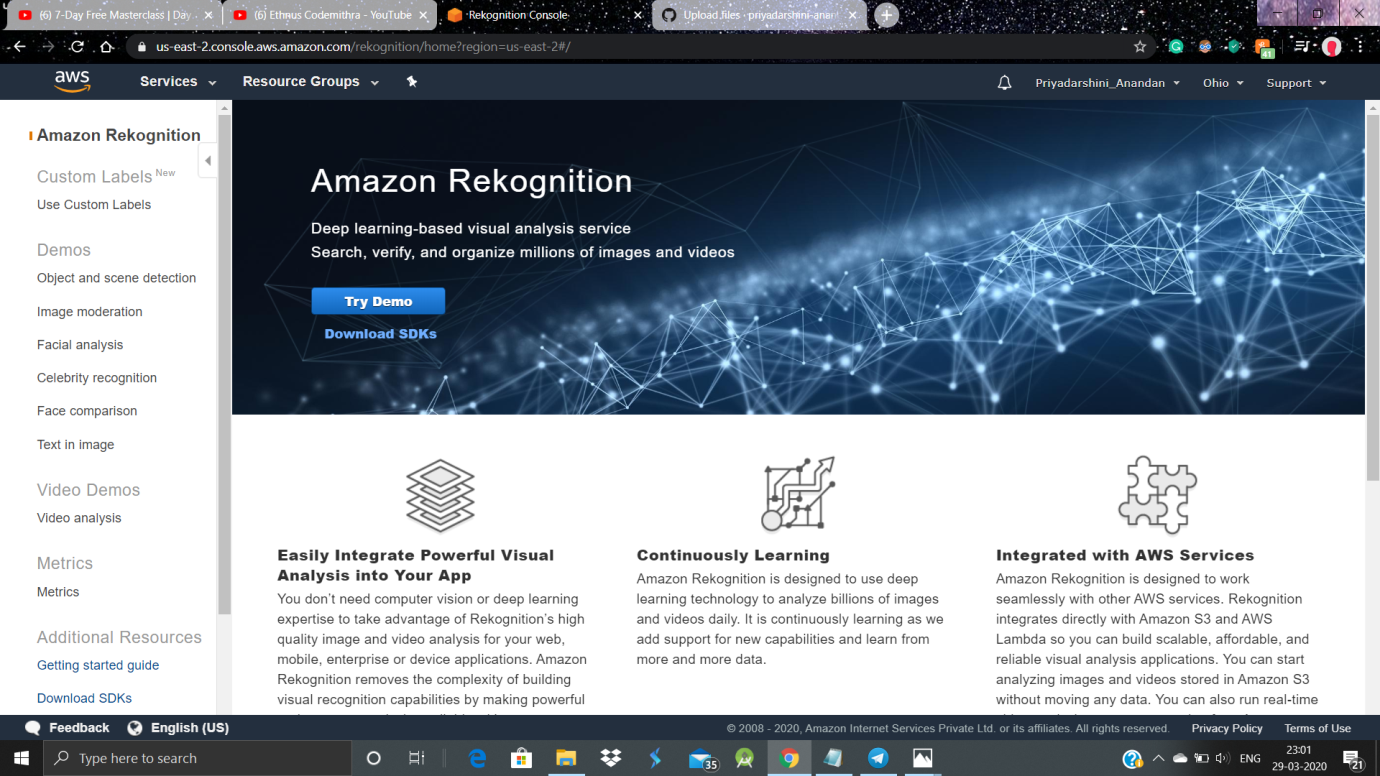 (6) 7-Day Free Masterclass | Day
(6) Ethnus Codemithra - YouTube
Rekognition Console
Upload files · priyadarshini-anant
us-east-2.console.aws.amazon.com/rekognition/home?region=us-east-2#/
41
aws
Services
Resource Groups
Priyadarshini_Anandan
Ohio
Support
Amazon Rekognition
Custom Labels New
Use Custom Labels
Demos
Object and scene detection
Image moderation
Facial analysis
Celebrity recognition
Face comparison
Text in image
Video Demos
Video analysis
Metrics
Metrics
Additional Resources
Getting started guide
Download SDKs
Amazon Rekognition
Deep learning-based visual analysis service
Search, verify, and organize millions of images and videos
Try Demo
Download SDKs
Easily Integrate Powerful Visual
Analysis into Your App
You don't need computer vision or deep learning
expertise to take advantage of Rekognition's high
quality image and video analysis for your web,
mobile, enterprise or device applications. Amazon
Rekognition removes the complexity of building
visual recognition capabilities by making powerful
Continuously Learning
Amazon Rekognition is designed to use deep
learning technology to analyze billions of images
and videos daily. It is continuously learning as we
add support for new capabilities and learn from
more and more data.
Integrated with AWS Services
Amazon Rekognition is designed to work
seamlessly with other AWS services. Rekognition
integrates directly with Amazon S3 and AWS
Lambda so you can build scalable, affordable, and
reliable visual analysis applications. You can start
analyzing images and videos stored in Amazon S3
without moving any data. You can also run real-time
Feedback
English (US)
© 2008 - 2020, Amazon Internet Services Private Ltd. or its affiliates. All rights reserved.
Privacy Policy
Terms of Use
Type here to search
35
ENG
23:01
29-03-2020
21